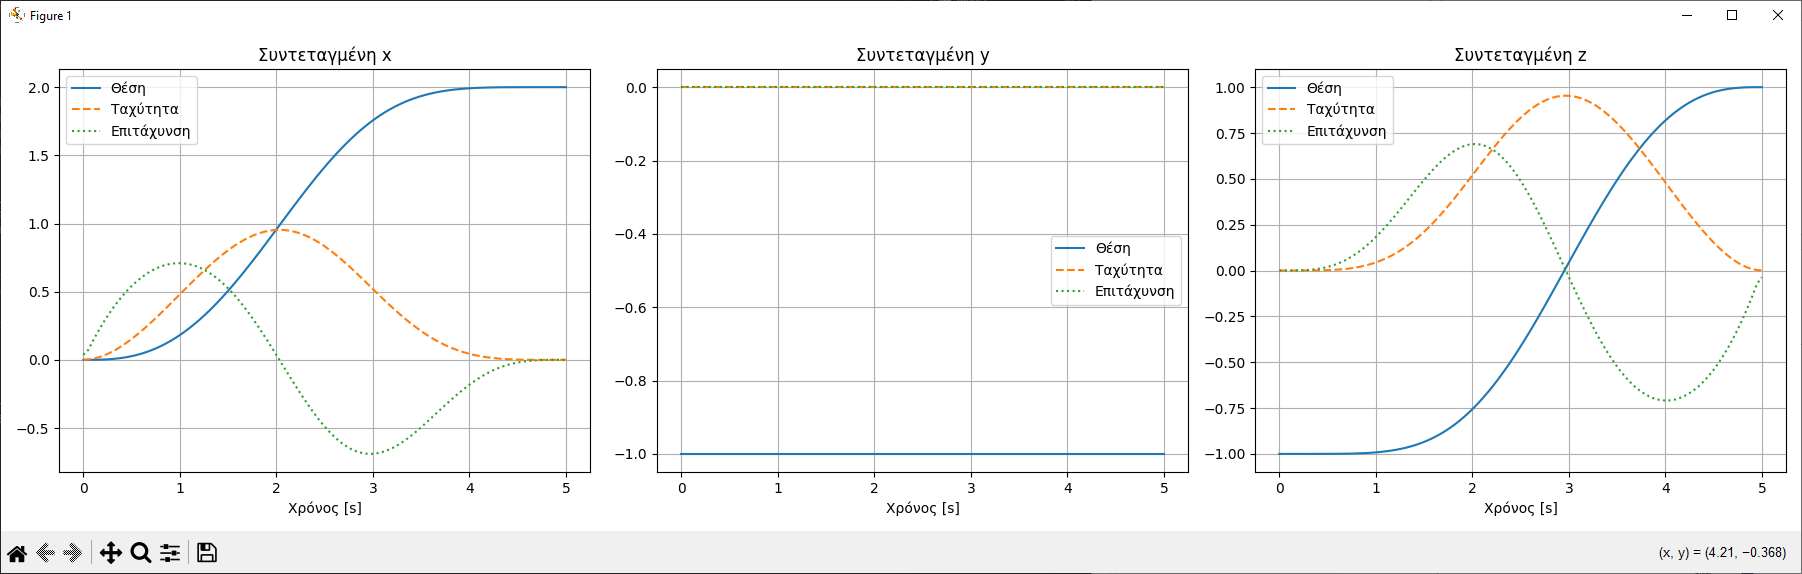 Figure 1
Συντεταγμένη x
Θέση
Ταχύτητα
Επιτάχυνση
2.0
1.5
1.0
0.5
0.0
−0.5
0 1 2 3 4 5
Χρόνος [s]
Συντεταγμένη y
0.0
−0.2
−0.4
−0.6
−0.8
−1.0
Θέση
Ταχύτητα
Επιτάχυνση
0 1 2 3 4 5
Χρόνος [s]
Συντεταγμένη z
Θέση
Ταχύτητα
Επιτάχυνση
1.00
0.75
0.50
0.25
0.00
−0.25
−0.50
−0.75
−1.00
0 1 2 3 4 5
Χρόνος [s]
(x, y) = (4.21, −0.368)